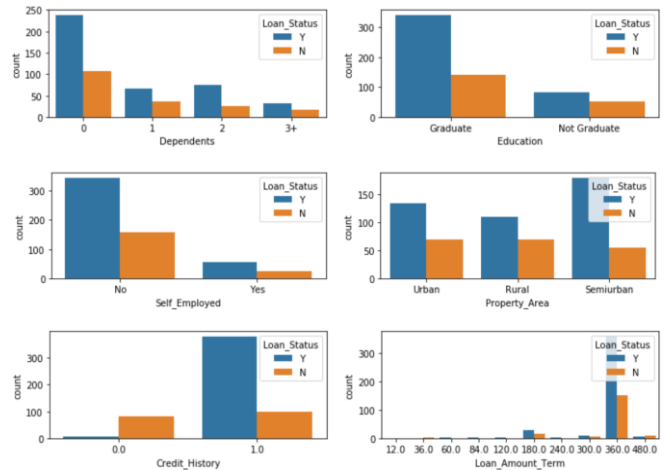 250
200
150
100
50
0
count
Loan_Status
Y
N
0 1 2 3+
Dependents
300
200
100
0
count
Loan_Status
Y
N
Graduate Not Graduate
Education
300
200
100
0
count
Loan_Status
Y
N
No Yes
Self_Employed
150
100
50
0
count
Loan_Status
Y
N
Urban Rural Semiurban
Property_Area
300
200
100
0
count
Loan_Status
Y
N
0.0 1.0
Credit_History
300
200
100
0
count
Loan_Status
Y
N
12.0 36.0 60.0 84.0 120.0 180.0 240.0 300.0 360.0 480.0
Loan_Amount_Term